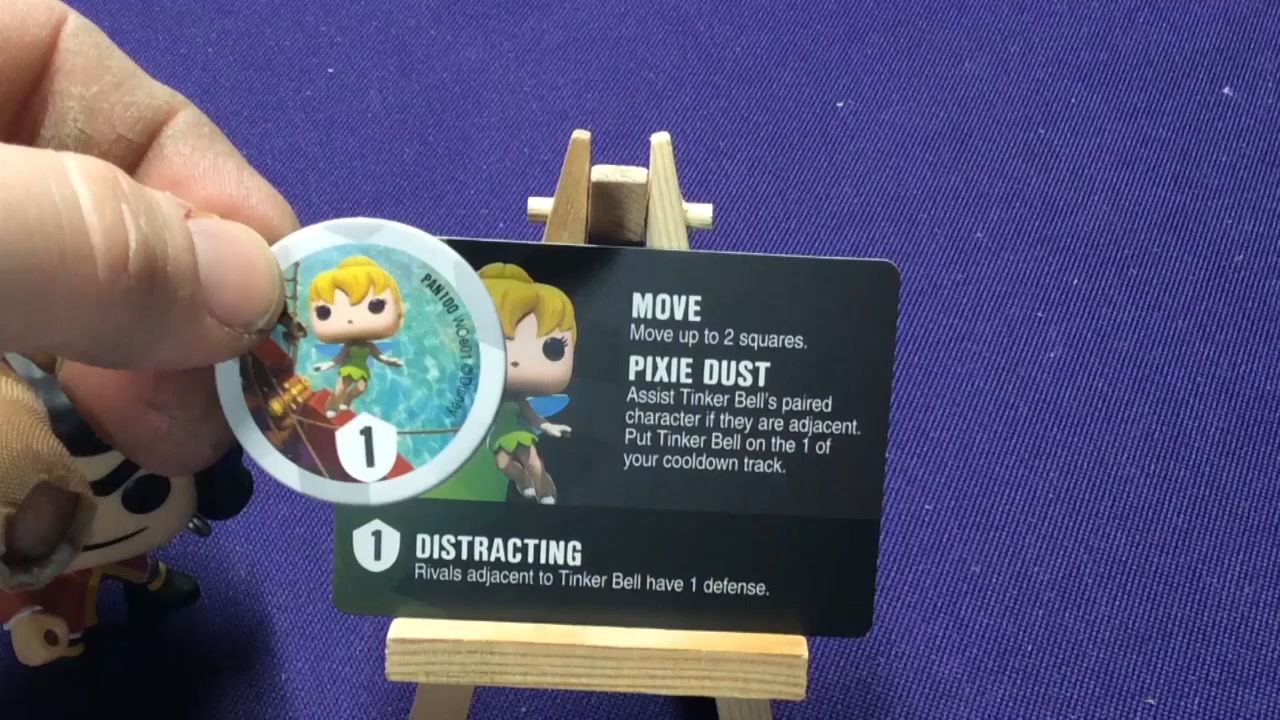 PAN100 WOe01 ©Disney
1
MOVE
Move up to 2 squares.
PIXIE DUST
Assist Tinker Bell's paired
character if they are adjacent.
Put Tinker Bell on the 1 of
your cooldown track.
1 DISTRACTING
Rivals adjacent to Tinker Bell have 1 defense.